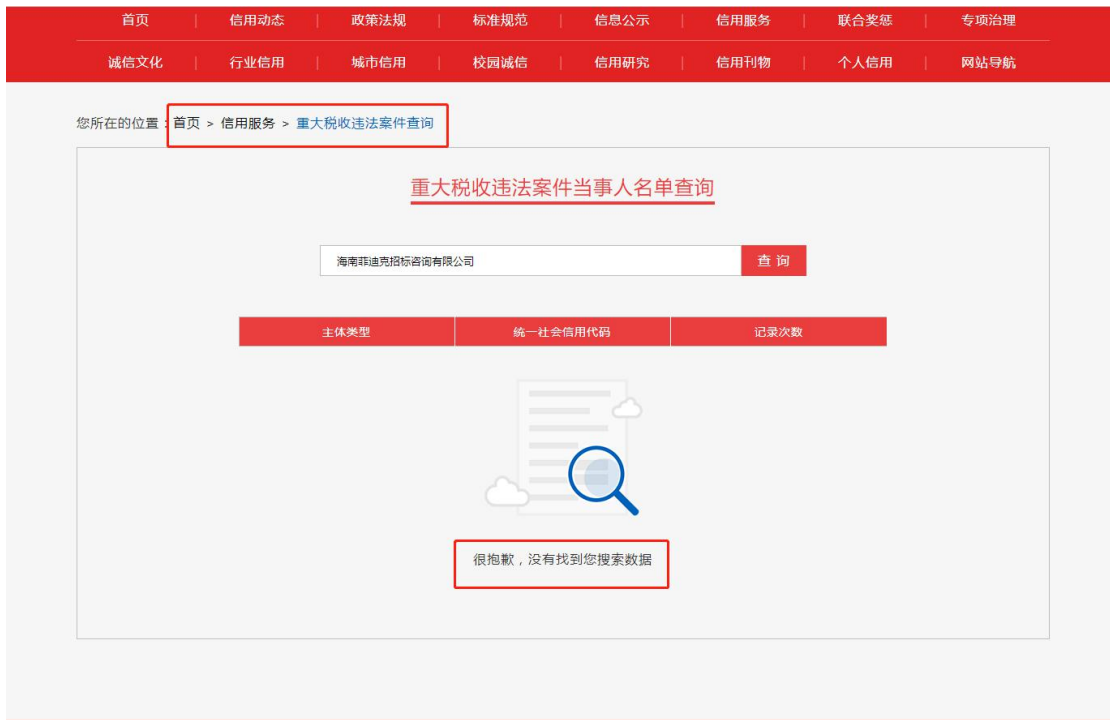 首页 | 信用动态 | 政策法规 | 标准规范 | 信息公示 | 信用服务 | 联合奖惩 | 专项治理
诚信文化 | 行业信用 | 城市信用 | 校园诚信 | 信用研究 | 信用刊物 | 个人信用 | 网站导航
您所在的位置：首页 > 信用服务 > 重大税收违法案件查询
重大税收违法案件当事人名单查询
海南菲迪克招标咨询有限公司 查询
主体类型 统一社会信用代码 记录次数
很抱歉，没有找到您搜索数据